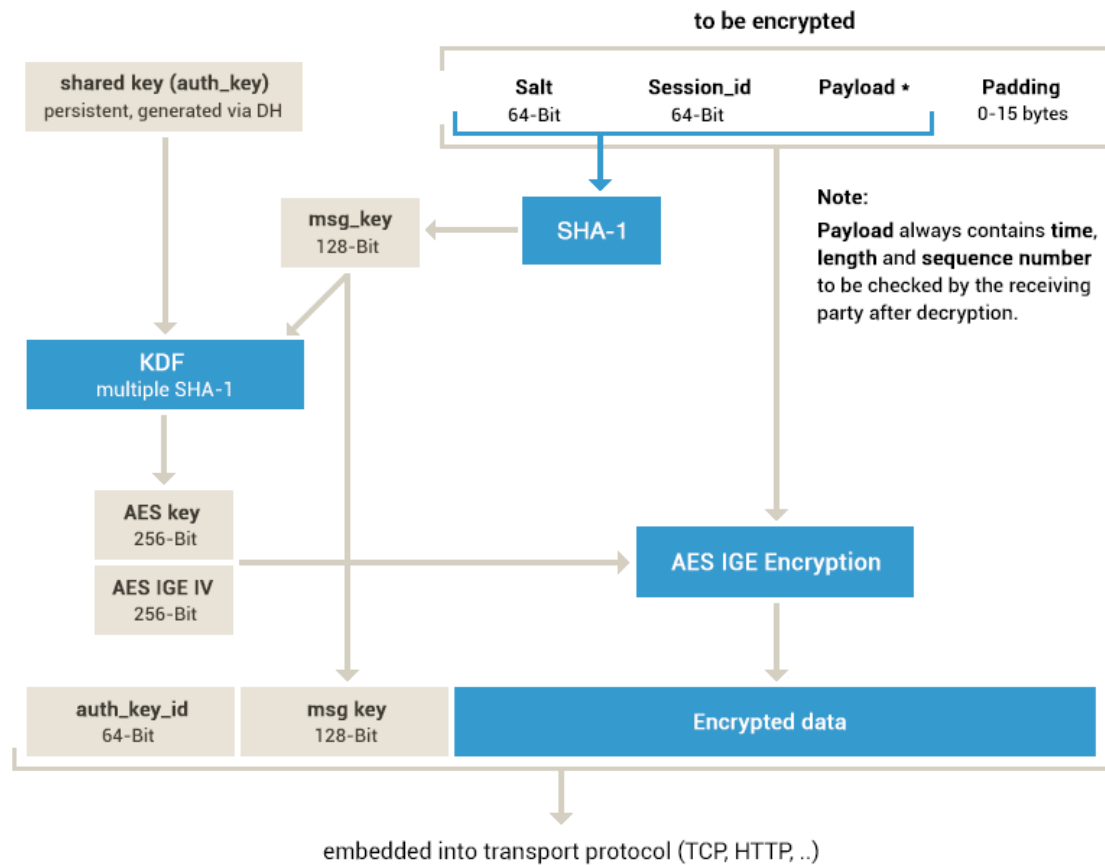 to be encrypted
shared key (auth_key)
persistent, generated via DH
Salt
64-Bit
Session_id
64-Bit
Payload *
Padding
0-15 bytes
msg_key
128-Bit
SHA-1
Note:
Payload always contains time,
length and sequence number
to be checked by the receiving
party after decryption.
KDF
multiple SHA-1
AES key
256-Bit
AES IGE IV
256-Bit
AES IGE Encryption
auth_key_id
64-Bit
msg key
128-Bit
Encrypted data
embedded into transport protocol (TCP, HTTP, ..)